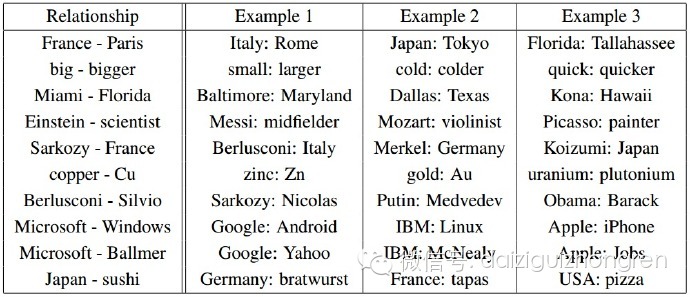 Relationship Example 1 Example 2 Example 3
France - Paris Italy: Rome Japan: Tokyo Florida: Tallahassee
big - bigger small: larger cold: colder quick: quicker
Miami - Florida Baltimore: Maryland Dallas: Texas Kona: Hawaii
Einstein - scientist Messi: midfielder Mozart: violinist Picasso: painter
Sarkozy - France Berlusconi: Italy Merkel: Germany Koizumi: Japan
copper - Cu zinc: Zn gold: Au uranium: plutonium
Berlusconi - Silvio Sarkozy: Nicolas Putin: Medvedev Obama: Barack
Microsoft - Windows Google: Android IBM: Linux Apple: iPhone
Microsoft - Ballmer Google: Yahoo IBM: McNealy Apple: Jobs
Japan - sushi Germany: bratwurst France: tapas USA: pizza
微信号: daiziguizhongren